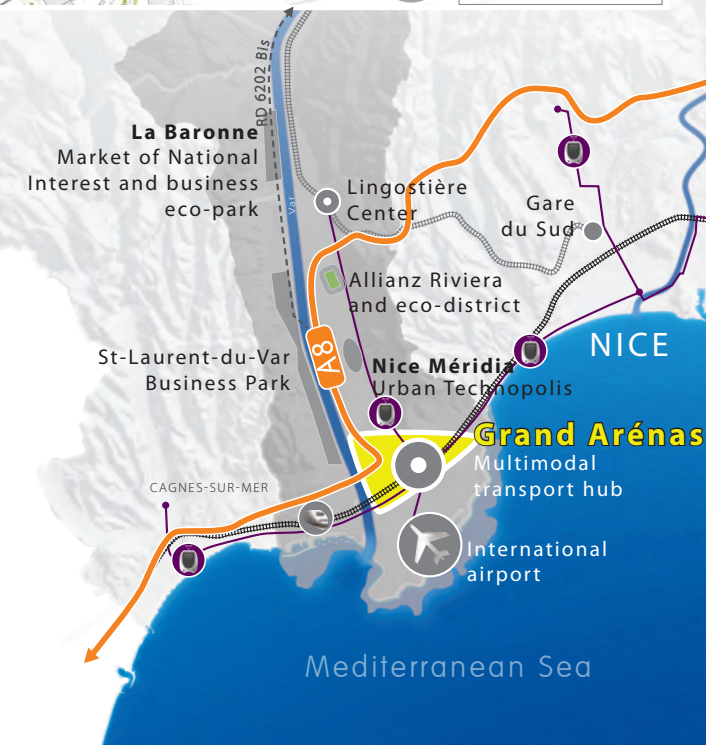 RD 6202 Bis
La Baronne
Market of National
Interest and business
eco-park
Var
Lingostière
Center
Gare
du Sud
Allianz Riviera
and eco-district
A8
St-Laurent-du-Var
Business Park
NICE
Nice Méridia
Urban Technopolis
Grand Arénas
Multimodal
transport hub
CAGNES-SUR-MER
International
airport
Mediterranean Sea